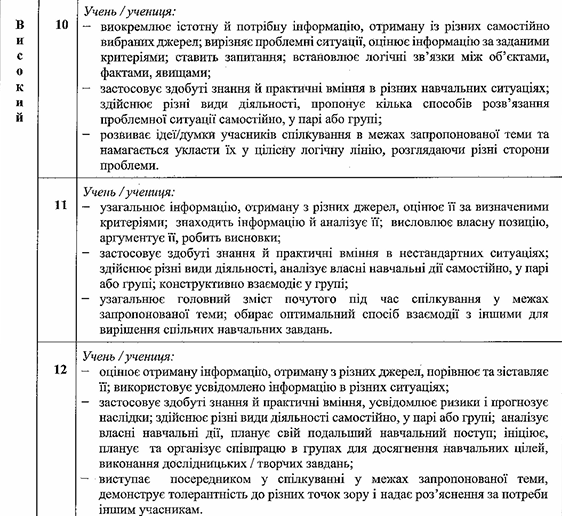 Високий
10
Учень / учениця:
– виокремлює істотну й потрібну інформацію, отриману із різних самостійно
вибраних джерел; вирізняє проблемні ситуації, оцінює інформацію за заданими
критеріями; ставить запитання; встановлює логічні зв'язки між об'єктами,
фактами, явищами;
– застосовує здобуті знання й практичні вміння в різних навчальних ситуаціях;
здійснює різні види діяльності, пропонує кілька способів розв'язання
проблемної ситуації самостійно, у парі або групі;
– розвиває ідеї/думки учасників спілкування в межах запропонованої теми та
намагається укласти їх у цілісну логічну лінію, розглядаючи різні сторони
проблеми.
11
Учень / учениця:
– узагальнює інформацію, отриману з різних джерел, оцінює її за визначеними
критеріями; знаходить інформацію й аналізує її; висловлює власну позицію,
аргументує її, робить висновки;
– застосовує здобуті знання й практичні вміння в нестандартних ситуаціях;
здійснює різні види діяльності, аналізує власні навчальні дії самостійно, у парі
або групі; конструктивно взаємодіє у групі;
– узагальнює головний зміст почутого під час спілкування у межах
запропонованої теми; обирає оптимальний спосіб взаємодії з іншими для
вирішення спільних навчальних завдань.
12
Учень / учениця:
– оцінює отриману інформацію, отриману з різних джерел, порівнює та зіставляє
її; використовує усвідомлено інформацію в різних ситуаціях;
– застосовує здобуті знання й практичні вміння, усвідомлює ризики і прогнозує
наслідки; здійснює різні види діяльності самостійно, у парі або групі; аналізує
власні навчальні дії, планує свій подальший навчальний поступ; ініціює,
планує та організує співпрацю в групах для досягнення навчальних цілей,
виконання дослідницьких / творчих завдань;
– виступає посередником у спілкуванні у межах запропонованої теми,
демонструє толерантність до різних точок зору і надає роз'яснення за потреби
іншим учасникам.